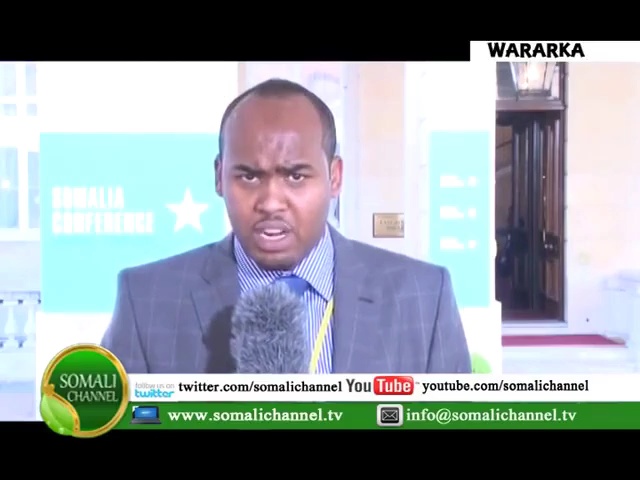 WARARKA
SOMALIA
CONFERENCE
SOMALI
CHANNEL
follow us on
twitter
twitter.com/somalichannel
YouTube
youtube.com/somalichannel
www.somalichannel.tv
info@somalichannel.tv